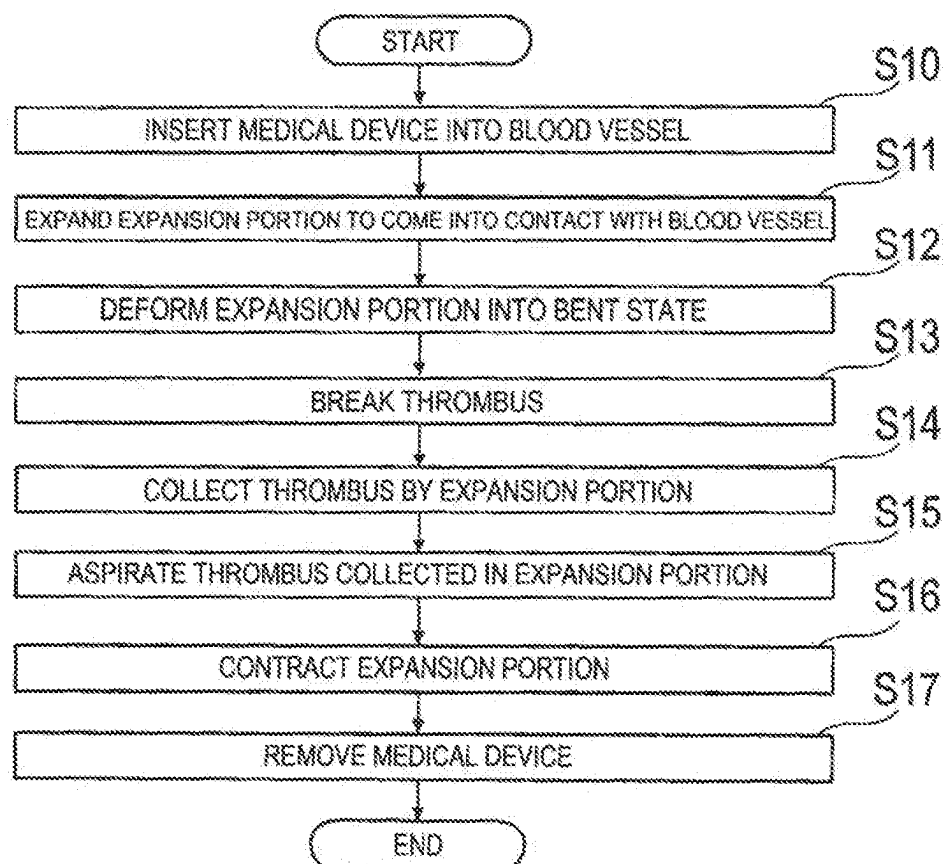 START
S10
INSERT MEDICAL DEVICE INTO BLOOD VESSEL
S11
EXPAND EXPANSION PORTION TO COME INTO CONTACT WITH BLOOD VESSEL
S12
DEFORM EXPANSION PORTION INTO BENT STATE
S13
BREAK THROMBUS
S14
COLLECT THROMBUS BY EXPANSION PORTION
S15
ASPIRATE THROMBUS COLLECTED IN EXPANSION PORTION
S16
CONTRACT EXPANSION PORTION
S17
REMOVE MEDICAL DEVICE
END